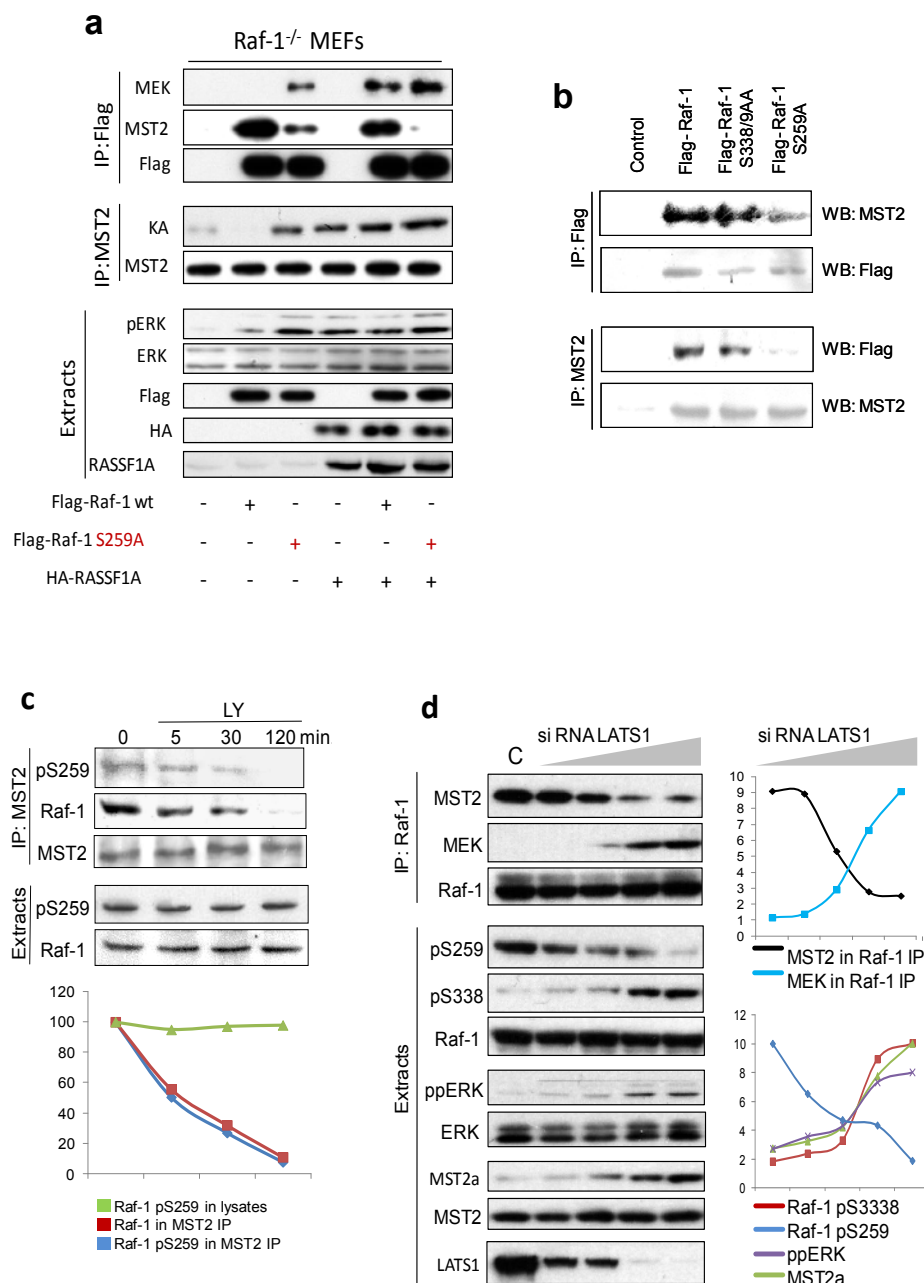 a
Raf-1-/- MEFs
IP:Flag
MEK
MST2
Flag
IP:MST2
KA
MST2
Extracts
pERK
ERK
Flag
HA
RASSF1A
Flag-Raf-1 wt - + - - + -
Flag-Raf-1 S259A - - + - - +
HA-RASSF1A - - - + + +
b
Control
Flag-Raf-1
Flag-Raf-1
S338/9AA
Flag-Raf-1
S259A
IP: Flag
WB: MST2
WB: Flag
IP: MST2
WB: Flag
WB: MST2
c
LY
0 5 30 120 min
IP: MST2
pS259
Raf-1
MST2
Extracts
pS259
Raf-1
120
100
80
60
40
20
0
Raf-1 pS259 in lysates
Raf-1 in MST2 IP
Raf-1 pS259 in MST2 IP
d
si RNA LATS1
C
IP: Raf-1
MST2
MEK
Raf-1
Extracts
pS259
pS338
Raf-1
ppERK
ERK
MST2a
MST2
LATS1
si RNA LATS1
10
9
8
7
6
5
4
3
2
1
0
MST2 in Raf-1 IP
MEK in Raf-1 IP
12
10
8
6
4
2
0
Raf-1 pS3338
Raf-1 pS259
ppERK
MST2a